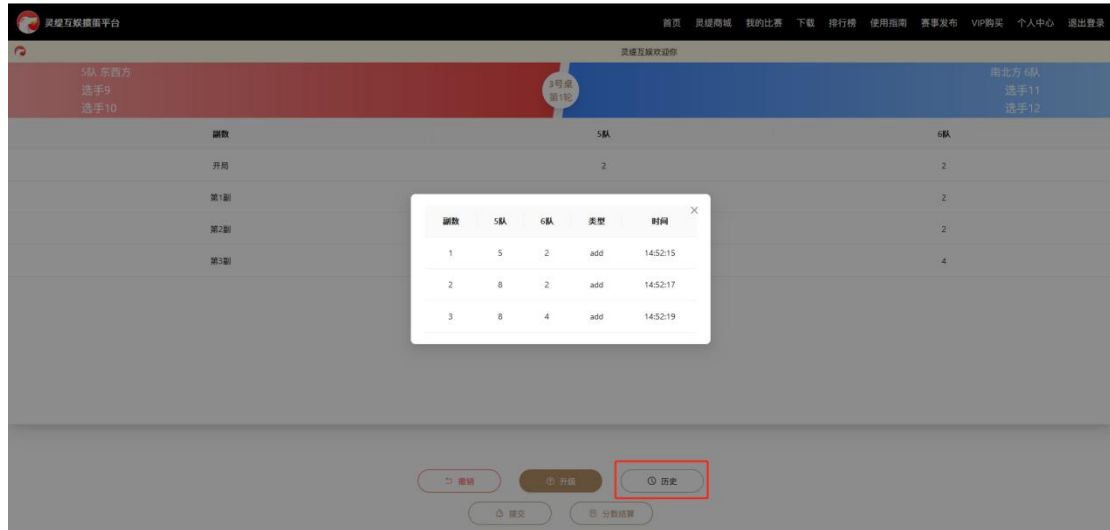 灵缇互娱掼蛋平台 首页 灵缇商城 我的比赛 下载 排行榜 使用指南 赛事发布 VIP购买 个人中心 退出登录
灵缇互娱欢迎你
5队 东西方 南北方 6队
选手9 3号桌 选手11
选手10 第1轮 选手12
副数 5队 6队
开局 2 2
第1副 2
第2副 2
第3副 4
副数 5队 6队 类型 时间
1 5 2 add 14:52:15
2 8 2 add 14:52:17
3 8 4 add 14:52:19
撤销 升级 历史
提交 分数结算